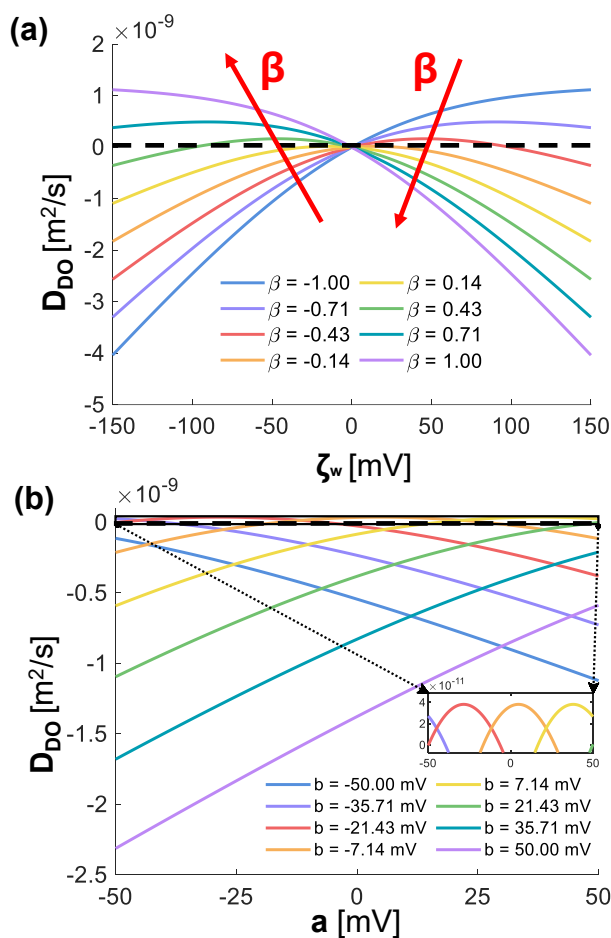 (a)
×10⁻⁹
β
β
2
1
0
-1
-2
-3
-4
-5
D_DO [m²/s]
β = -1.00
β = -0.71
β = -0.43
β = -0.14
β = 0.14
β = 0.43
β = 0.71
β = 1.00
-150 -100 -50 0 50 100 150
ζ_w [mV]
(b)
×10⁻⁹
0
-0.5
-1
-1.5
-2
-2.5
D_DO [m²/s]
×10⁻¹¹
4
2
0
-50 0 50
b = -50.00 mV
b = -35.71 mV
b = -21.43 mV
b = -7.14 mV
b = 7.14 mV
b = 21.43 mV
b = 35.71 mV
b = 50.00 mV
-50 -25 0 25 50
a [mV]